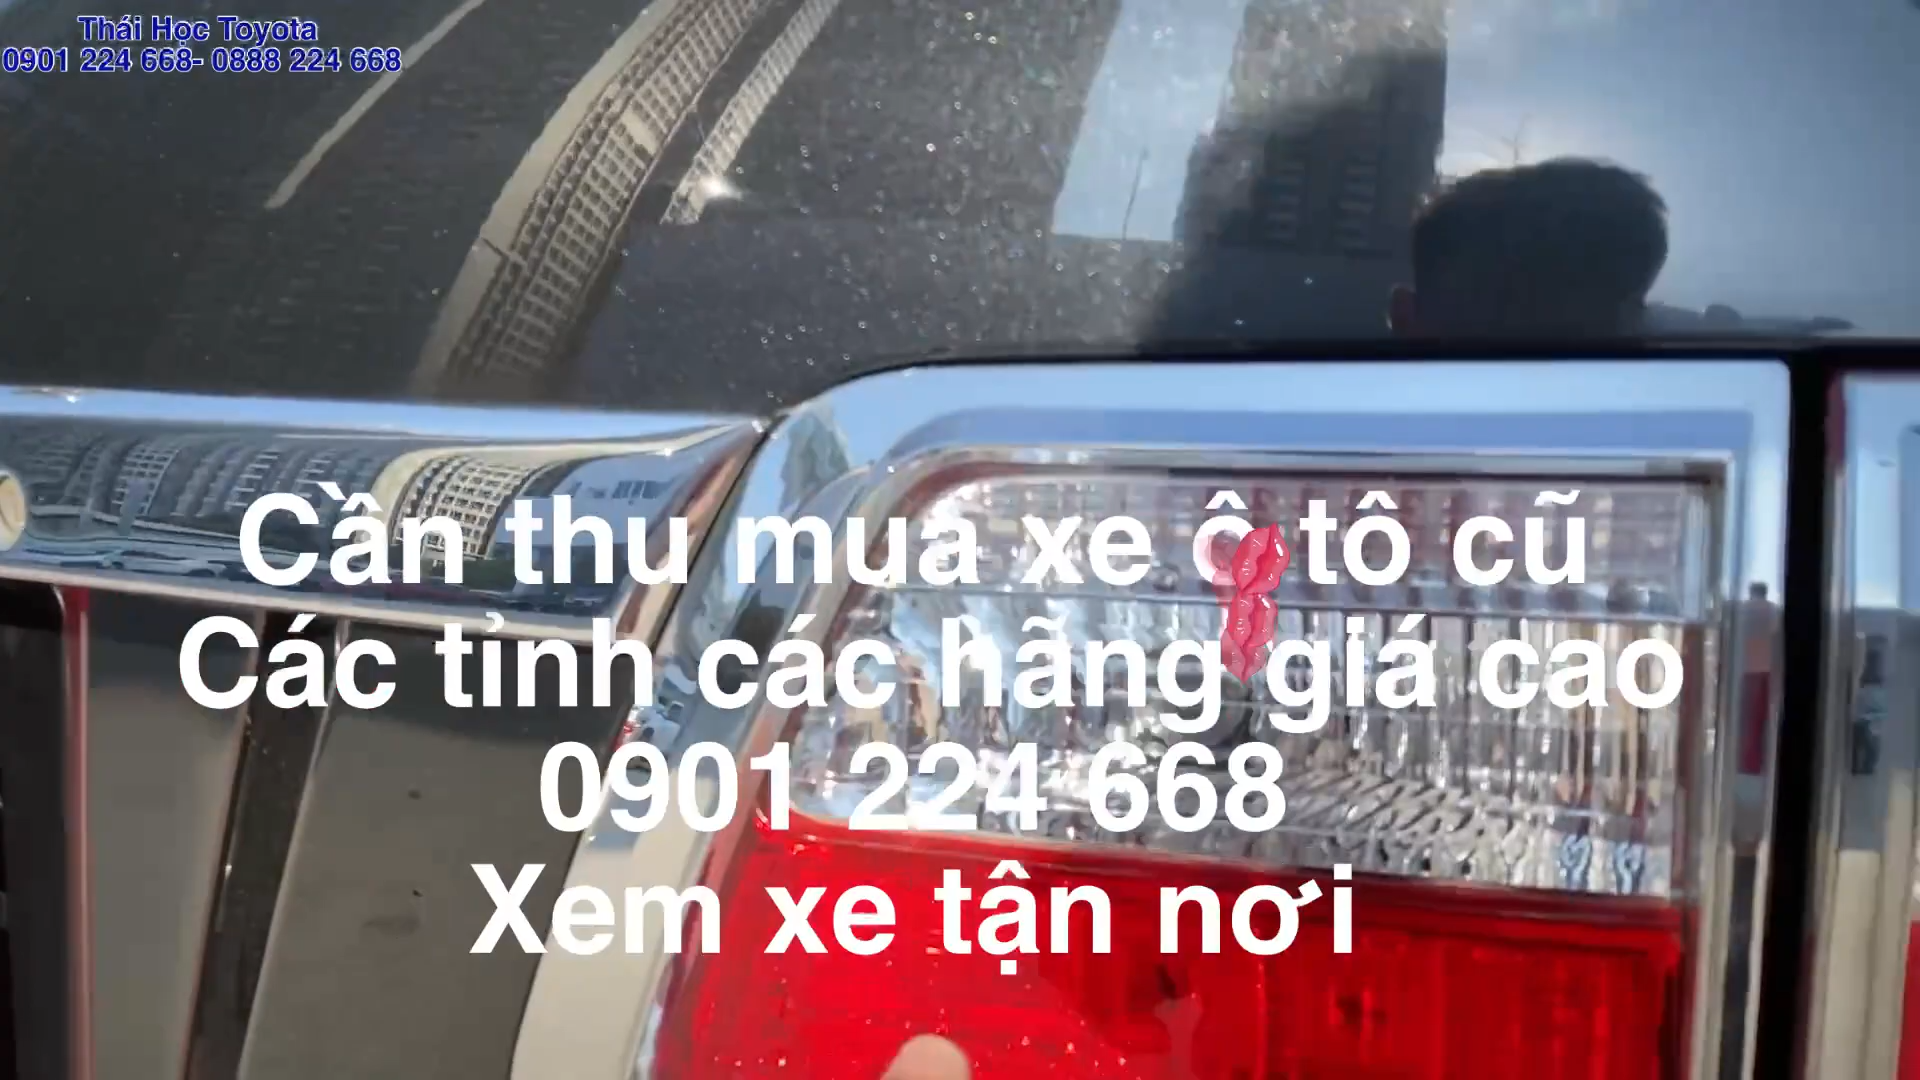 Thái Học Toyota
0901 224 668- 0888 224 668
Cần thu mua xe ô tô cũ
Các tỉnh các hãng giá cao
0901 224 668
Xem xe tận nơi